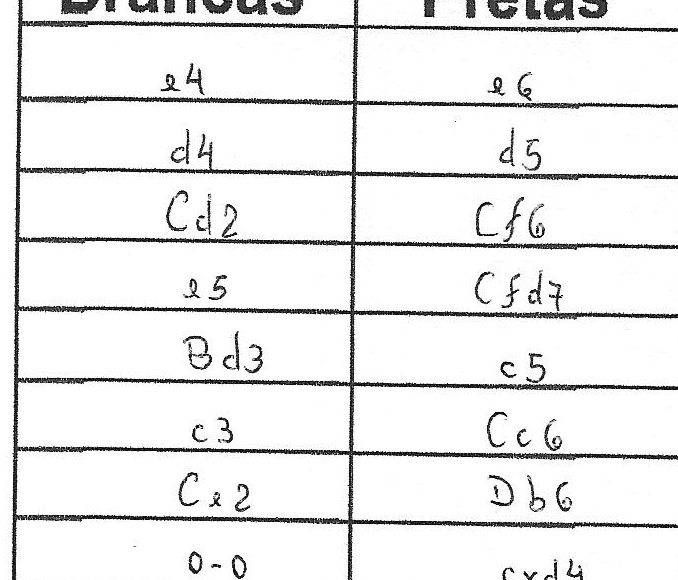 Brancas Pretas
e4 e6
d4 d5
Cd2 Cf6
e5 Cfd7
Bd3 c5
c3 Cc6
Ce2 Db6
0-0 cxd4